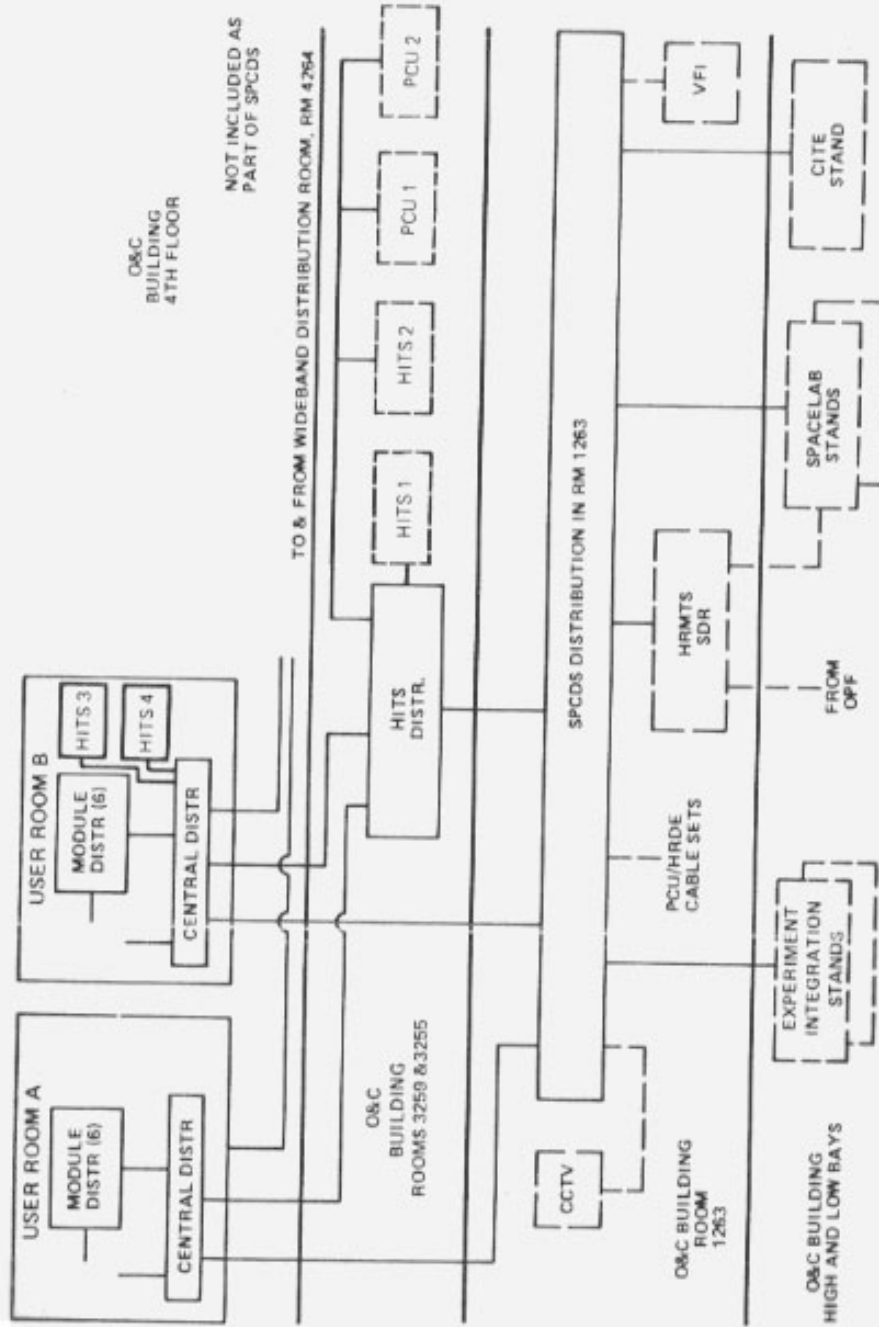 USER ROOM A
MODULE
DISTR (6)
CENTRAL DISTR
USER ROOM B
MODULE
DISTR (6)
HITS 3
HITS 4
CENTRAL DISTR
O&C
BUILDING
4TH FLOOR
NOT INCLUDED AS
PART OF SPCDS
TO & FROM WIDEBAND DISTRIBUTION ROOM, RM 4264
O&C
BUILDING
ROOMS 3259 &3255
HITS
DISTR.
HITS 1
HITS 2
PCU 1
PCU 2
SPCDS DISTRIBUTION IN RM 1263
CCTV
O&C BUILDING
ROOM
1263
PCU/HRDE
CABLE SETS
HRMTS
SDR
VFI
O&C BUILDING
HIGH AND LOW BAYS
EXPERIMENT
INTEGRATION
STANDS
FROM
OPF
SPACELAB
STANDS
CITE
STAND